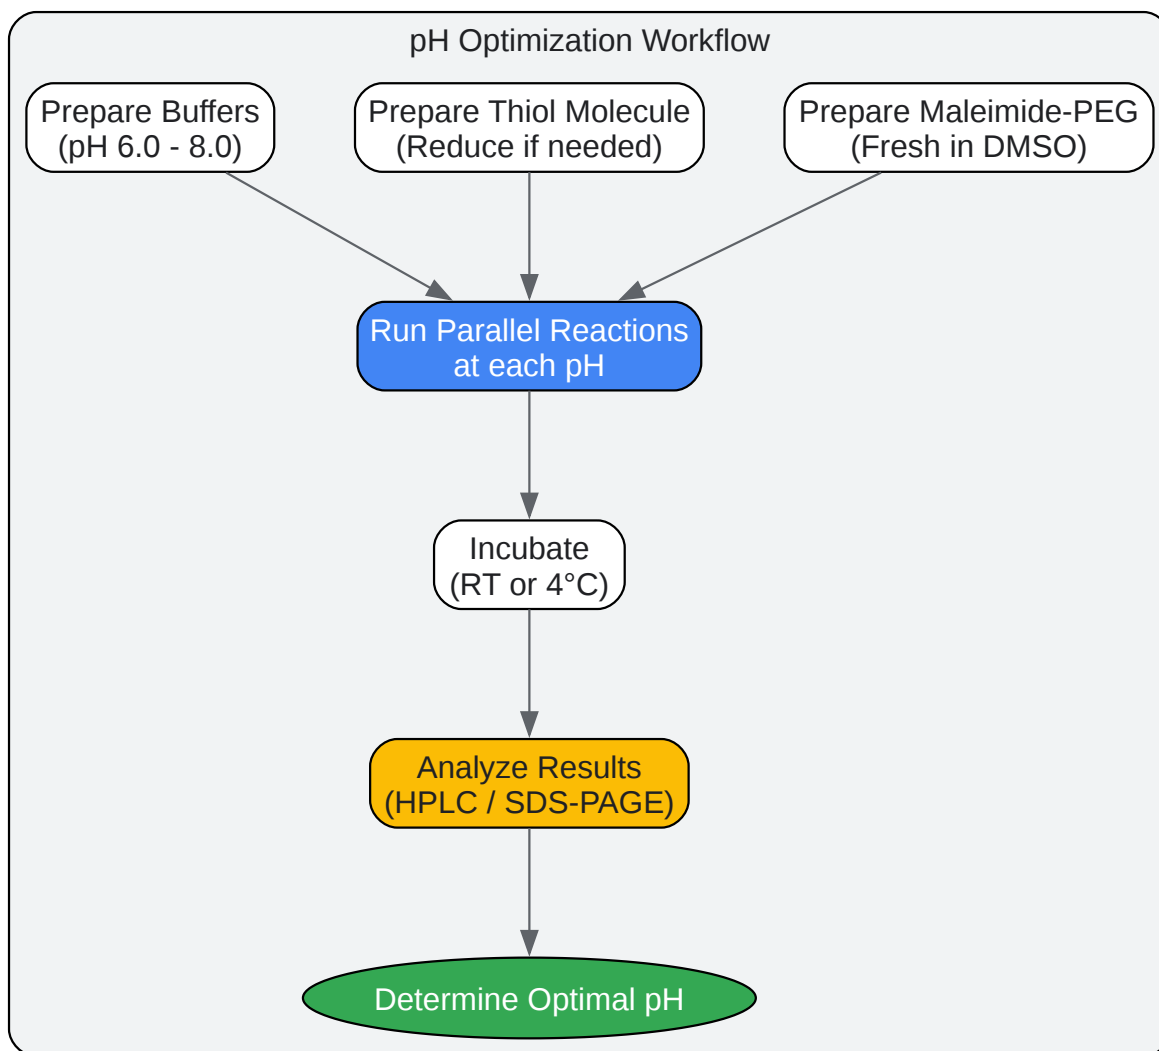 pH Optimization Workflow
Prepare Buffers
(pH 6.0 - 8.0)
Prepare Thiol Molecule
(Reduce if needed)
Prepare Maleimide-PEG
(Fresh in DMSO)
Run Parallel Reactions
at each pH
Incubate
(RT or 4°C)
Analyze Results
(HPLC / SDS-PAGE)
Determine Optimal pH